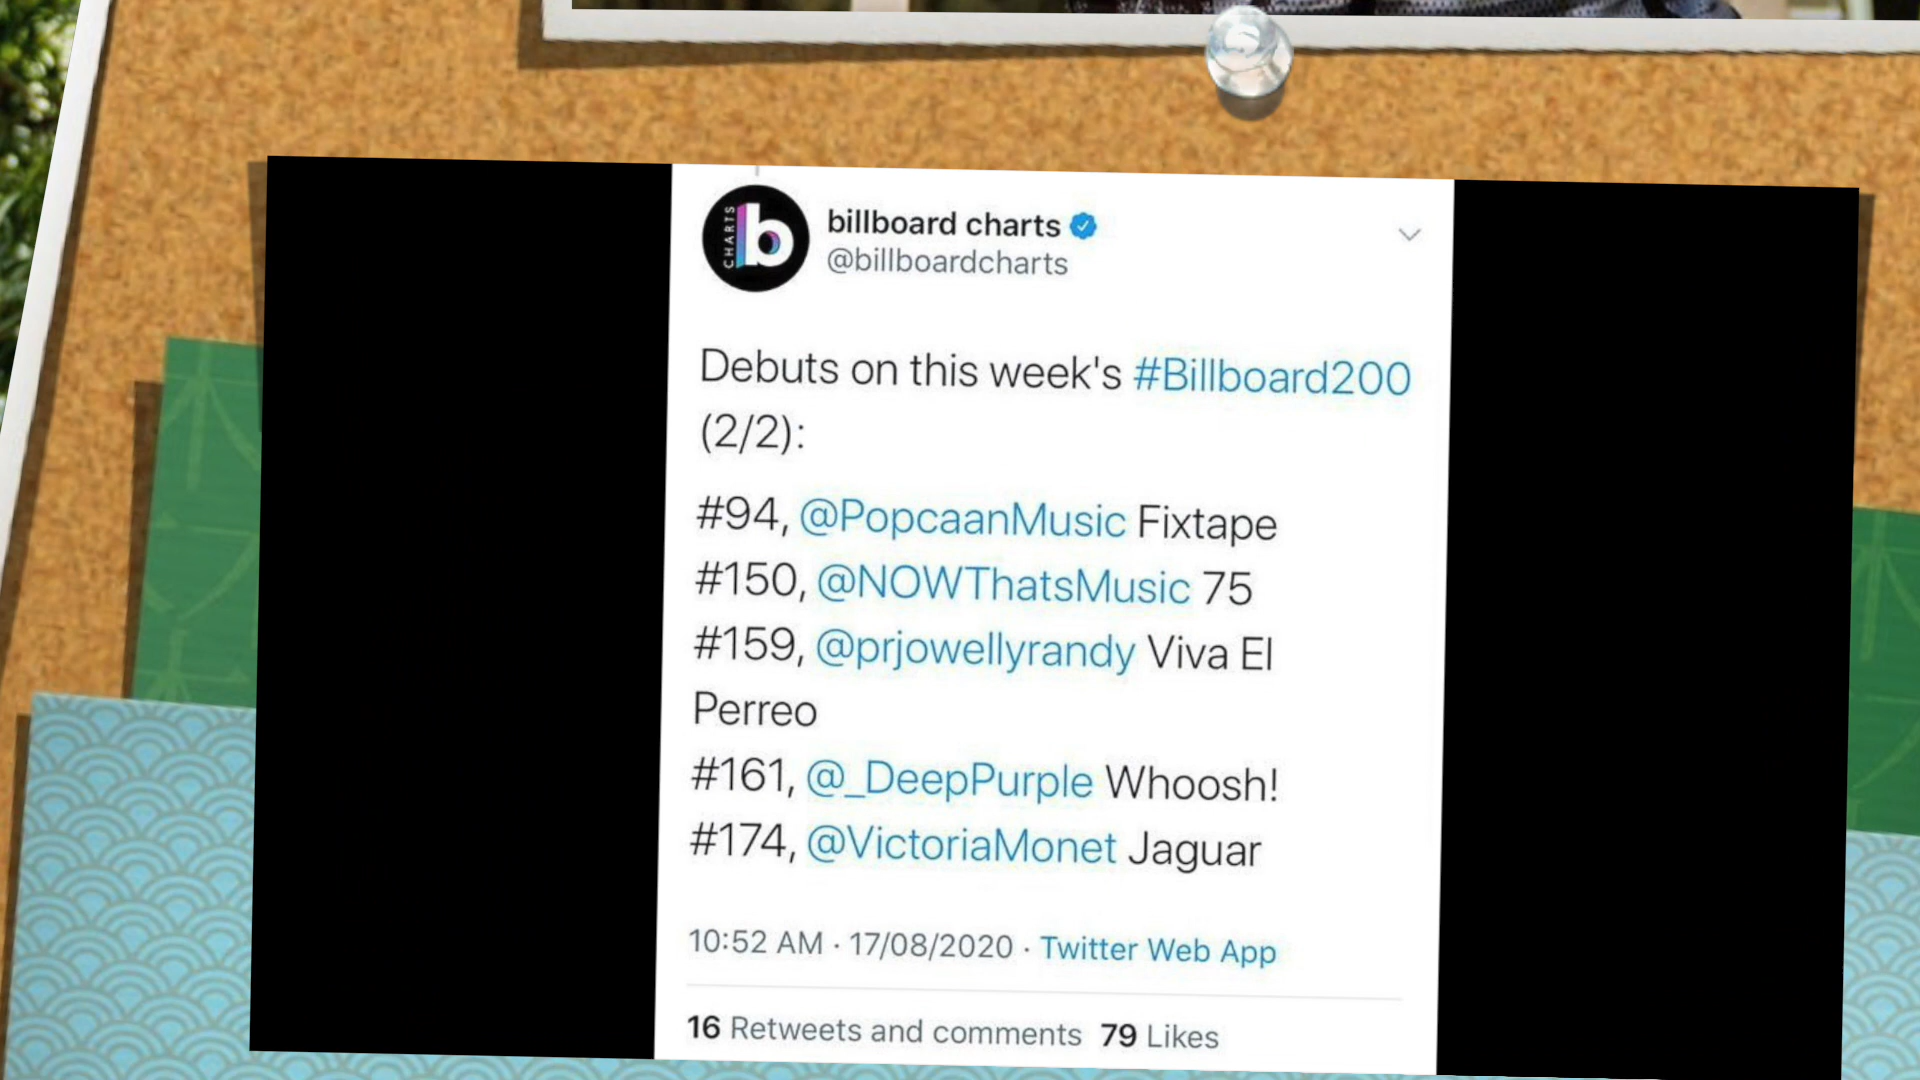 CHARTS b
billboard charts
@billboardcharts
Debuts on this week's #Billboard200
(2/2):
#94, @PopcaanMusic Fixtape
#150, @NOWThatsMusic 75
#159, @prjowellyrandy Viva El
Perreo
#161, @_DeepPurple Whoosh!
#174, @VictoriaMonet Jaguar
10:52 AM · 17/08/2020 · Twitter Web App
16 Retweets and comments 79 Likes